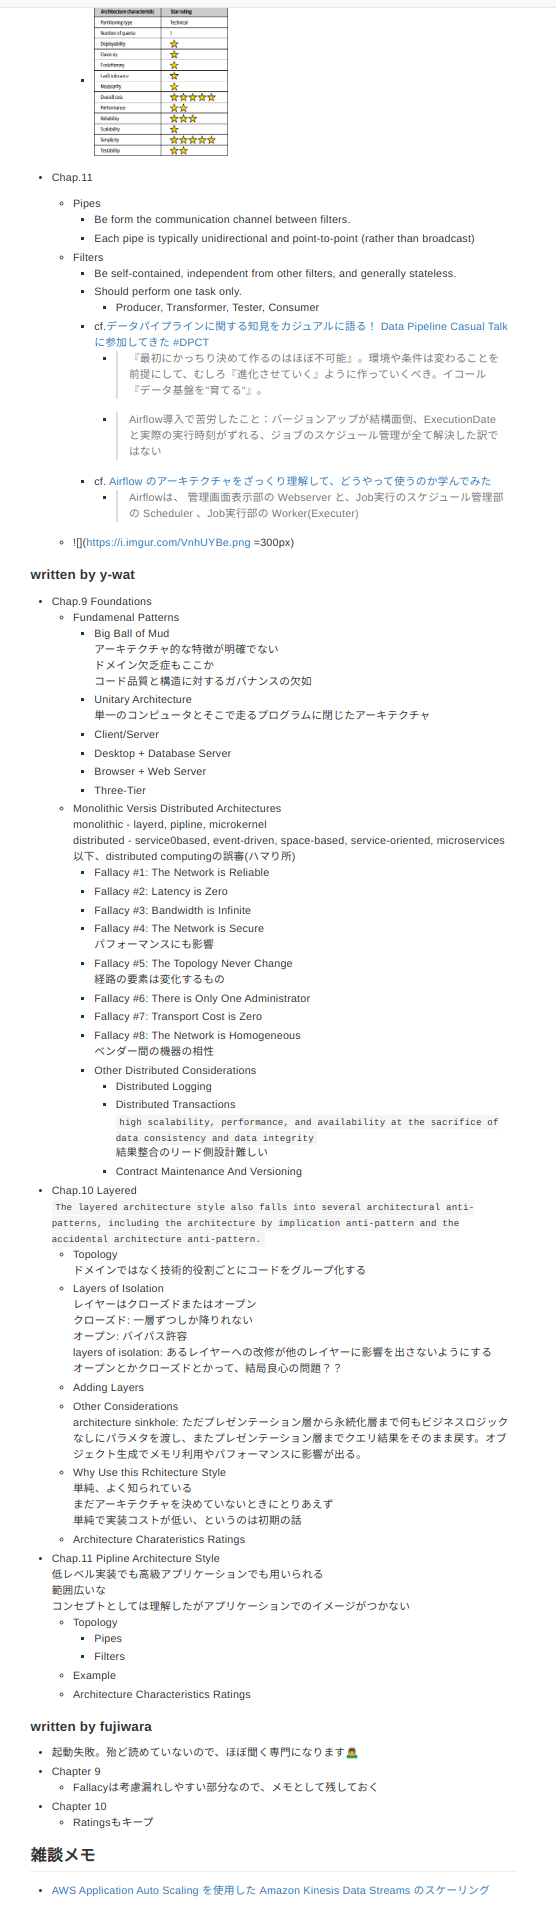 Architecture characteristic Star rating
Partitioning type Technical
Number of quanta 1
Deployability
Elasticity
Evolutionary
Fault tolerance
Modularity
Overall cost
Performance
Reliability
Scalability
Simplicity
Testability
Chap.11
Pipes
Be form the communication channel between filters.
Each pipe is typically unidirectional and point-to-point (rather than broadcast)
Filters
Be self-contained, independent from other filters, and generally stateless.
Should perform one task only.
Producer, Transformer, Tester, Consumer
cf.データパイプラインに関する知見をカジュアルに語る！ Data Pipeline Casual Talk
に参加してきた #DPCT
『最初にかっちり決めて作るのはほぼ不可能』。環境や条件は変わることを
前提にして、むしろ『進化させていく』ように作っていくべき。イコール
『データ基盤を"育てる"』。
Airflow導入で苦労したこと：バージョンアップが結構面倒、ExecutionDate
と実際の実行時刻がずれる、ジョブのスケジュール管理が全て解決した訳で
はない
cf. Airflow のアーキテクチャをざっくり理解して、どうやって使うのか学んでみた
Airflowは、 管理画面表示部の Webserver と、Job実行のスケジュール管理部
の Scheduler 、Job実行部の Worker(Executer)
![](https://i.imgur.com/VnhUYBe.png =300px)
written by y-wat
Chap.9 Foundations
Fundamenal Patterns
Big Ball of Mud
アーキテクチャ的な特徴が明確でない
ドメイン欠乏症もここか
コード品質と構造に対するガバナンスの欠如
Unitary Architecture
単一のコンピュータとそこで走るプログラムに閉じたアーキテクチャ
Client/Server
Desktop + Database Server
Browser + Web Server
Three-Tier
Monolithic Versis Distributed Architectures
monolithic - layerd, pipline, microkernel
distributed - service0based, event-driven, space-based, service-oriented, microservices
以下、distributed computingの誤審(ハマり所)
Fallacy #1: The Network is Reliable
Fallacy #2: Latency is Zero
Fallacy #3: Bandwidth is Infinite
Fallacy #4: The Network is Secure
パフォーマンスにも影響
Fallacy #5: The Topology Never Change
経路の要素は変化するもの
Fallacy #6: There is Only One Administrator
Fallacy #7: Transport Cost is Zero
Fallacy #8: The Network is Homogeneous
ベンダー間の機器の相性
Other Distributed Considerations
Distributed Logging
Distributed Transactions
high scalability, performance, and availability at the sacrifice of
data consistency and data integrity
結果整合のリード側設計難しい
Contract Maintenance And Versioning
Chap.10 Layered
The layered architecture style also falls into several architectural anti-
patterns, including the architecture by implication anti-pattern and the
accidental architecture anti-pattern.
Topology
ドメインではなく技術的役割ごとにコードをグループ化する
Layers of Isolation
レイヤーはクローズドまたはオープン
クローズド: 一層ずつしか降りれない
オープン: バイパス許容
layers of isolation: あるレイヤーへの改修が他のレイヤーに影響を出さないようにする
オープンとかクローズドとかって、結局良心の問題？？
Adding Layers
Other Considerations
architecture sinkhole: ただプレゼンテーション層から永続化層まで何もビジネスロジック
なしにパラメタを渡し、またプレゼンテーション層までクエリ結果をそのまま戻す。オブ
ジェクト生成でメモリ利用やパフォーマンスに影響が出る。
Why Use this Rchitecture Style
単純、よく知られている
まだアーキテクチャを決めていないときにとりあえず
単純で実装コストが低い、というのは初期の話
Architecture Charateristics Ratings
Chap.11 Pipline Architecture Style
低レベル実装でも高級アプリケーションでも用いられる
範囲広いな
コンセプトとしては理解したがアプリケーションでのイメージがつかない
Topology
Pipes
Filters
Example
Architecture Characteristics Ratings
written by fujiwara
起動失敗。殆ど読めていないので、ほぼ聞く専門になります🙇
Chapter 9
Fallacyは考慮漏れしやすい部分なので、メモとして残しておく
Chapter 10
Ratingsもキープ
雑談メモ
AWS Application Auto Scaling を使用した Amazon Kinesis Data Streams のスケーリング